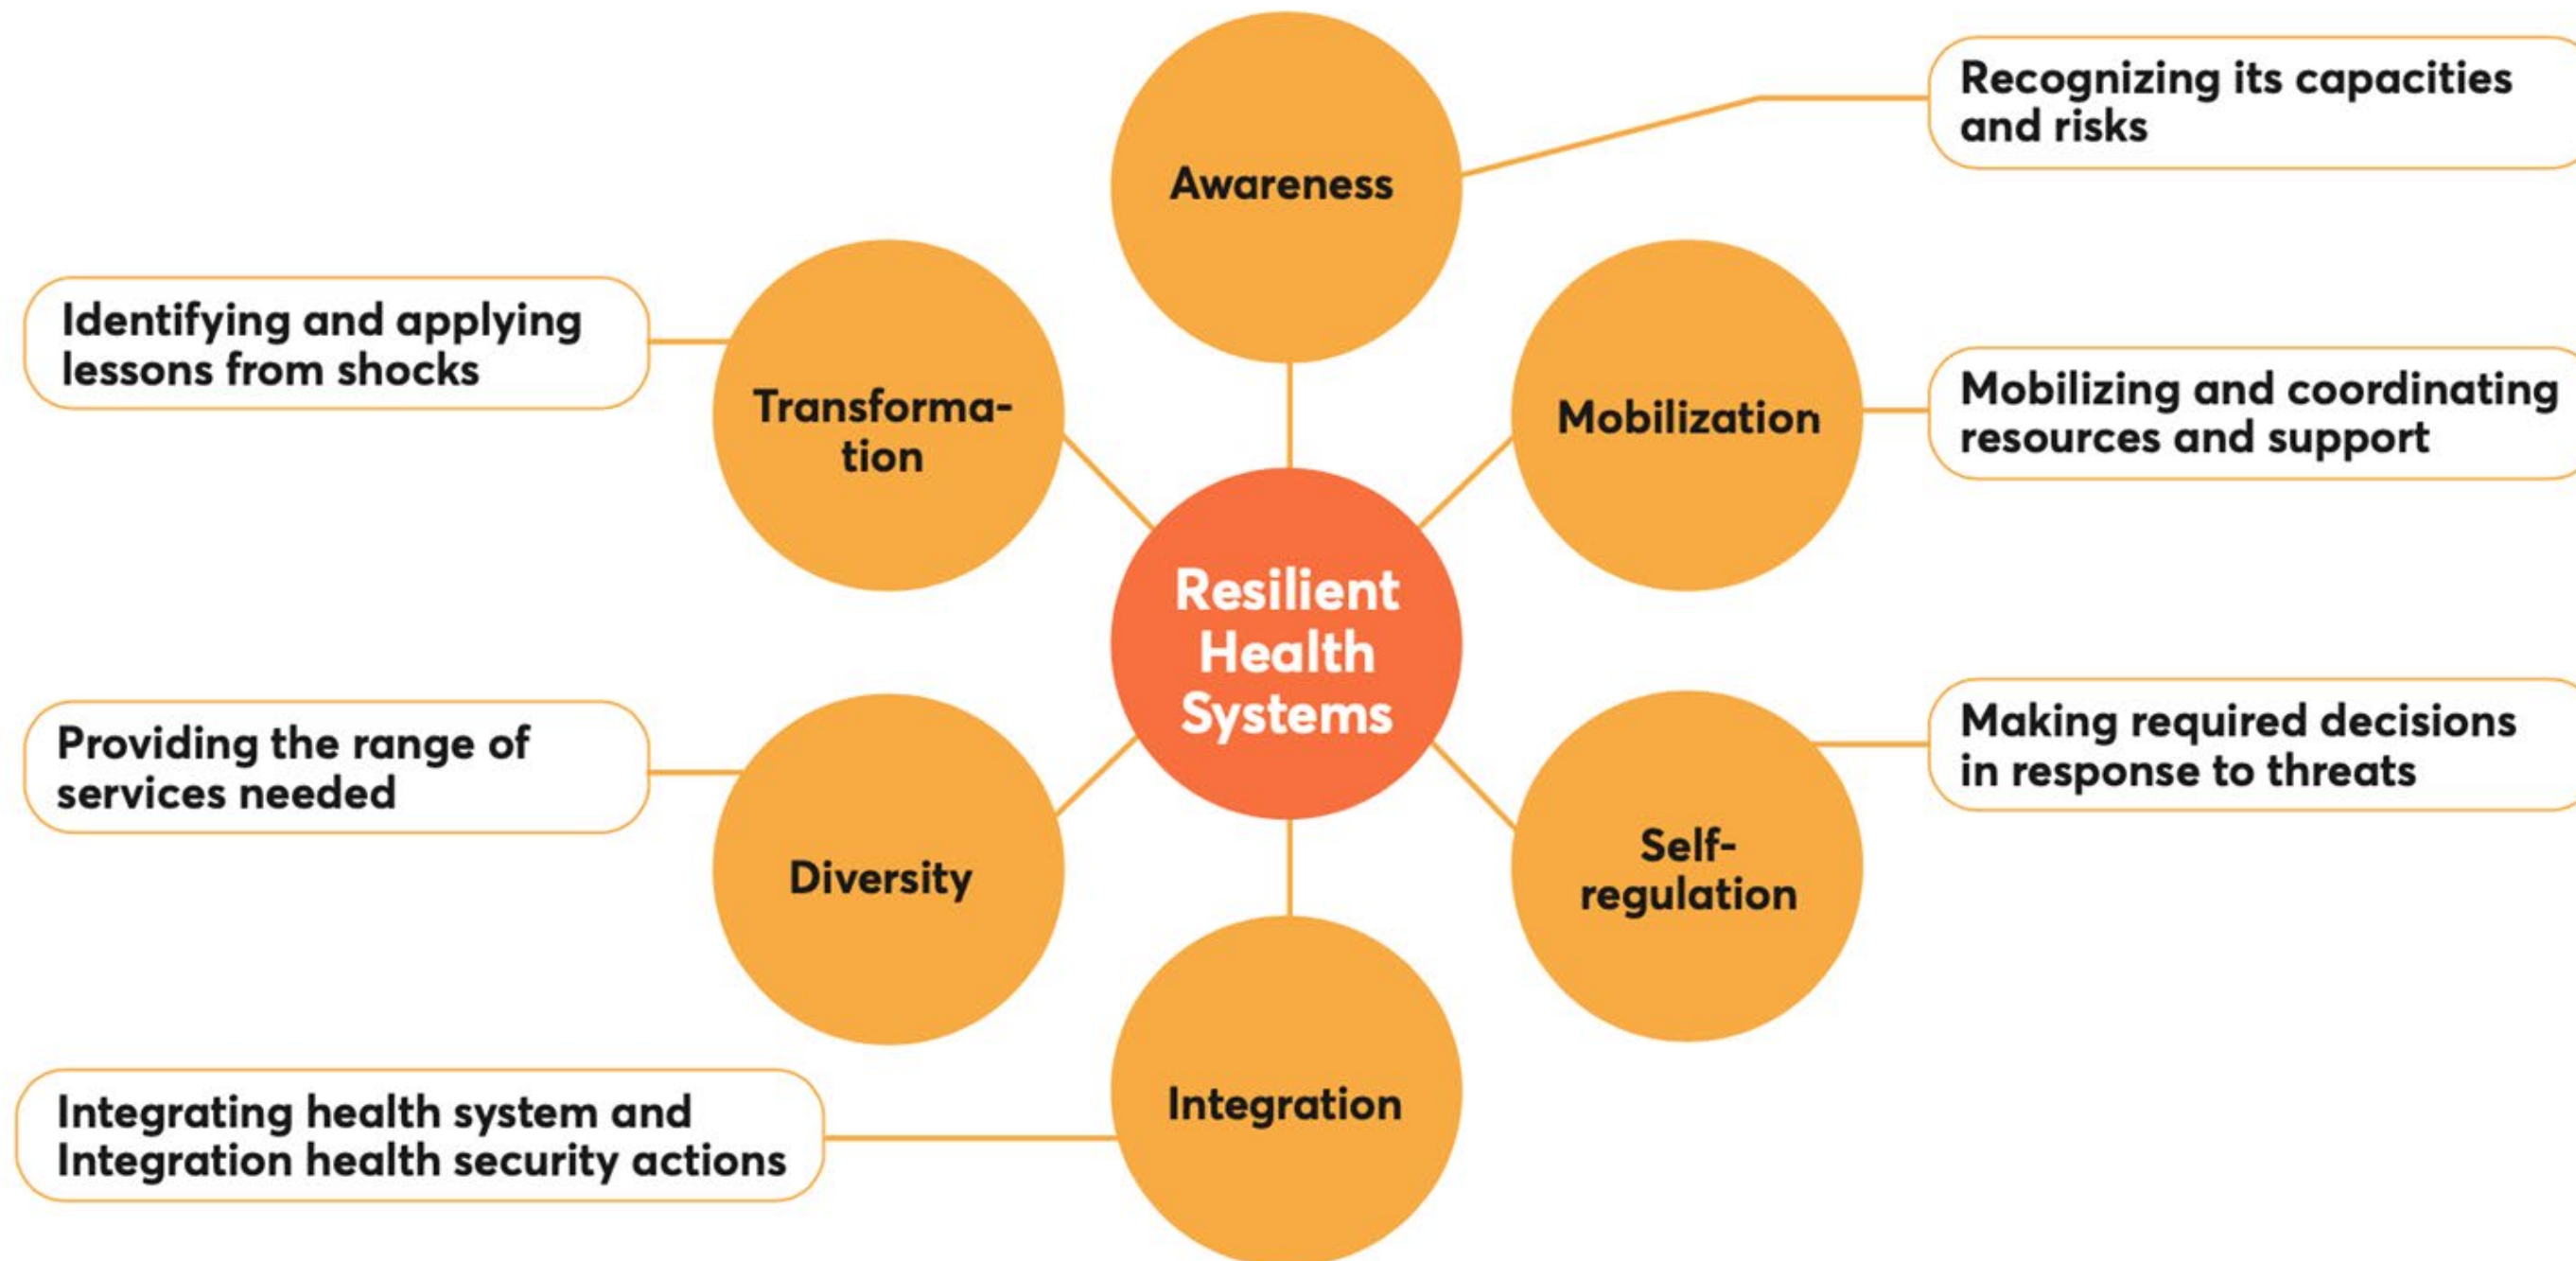 Awareness
Recognizing its capacities
and risks
Mobilization
Mobilizing and coordinating
resources and support
Self-
regulation
Making required decisions
in response to threats
Integration
Integrating health system and
Integration health security actions
Diversity
Providing the range of
services needed
Transforma-
tion
Identifying and applying
lessons from shocks
Resilient
Health
Systems